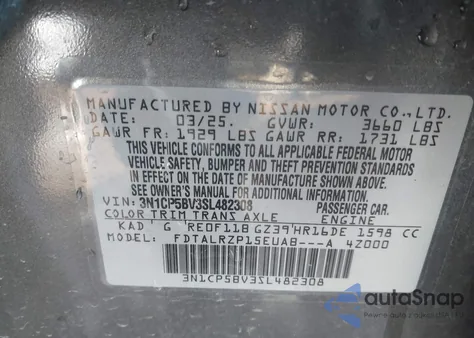 MANUFACTURED BY NISSAN MOTOR CO., LTD.
DATE: 03/25. GVWR: 3660 LBS
GAWR FR: 1929 LBS GAWR RR: 1731 LBS
THIS VEHICLE CONFORMS TO ALL APPLICABLE FEDERAL MOTOR
VEHICLE SAFETY, BUMPER AND THEFT PREVENTION STANDARDS
SEE OWNER'S MANUAL FOR ADDITIONAL INFORMATION
IN EFFECT ON THE DATE OF MANUFACTURE SHOWN ABOVE.
VIN: 3N1CP5BV3SL482308 PASSENGER CAR.
COLOR TRIM TRANS AXLE ENGINE
KAD G RE0F11B GZ39 HR16DE 1598 CC
FDTALRZP15EUAB---A 4Z000
3N1CP5BV3SL482308
autoSnap